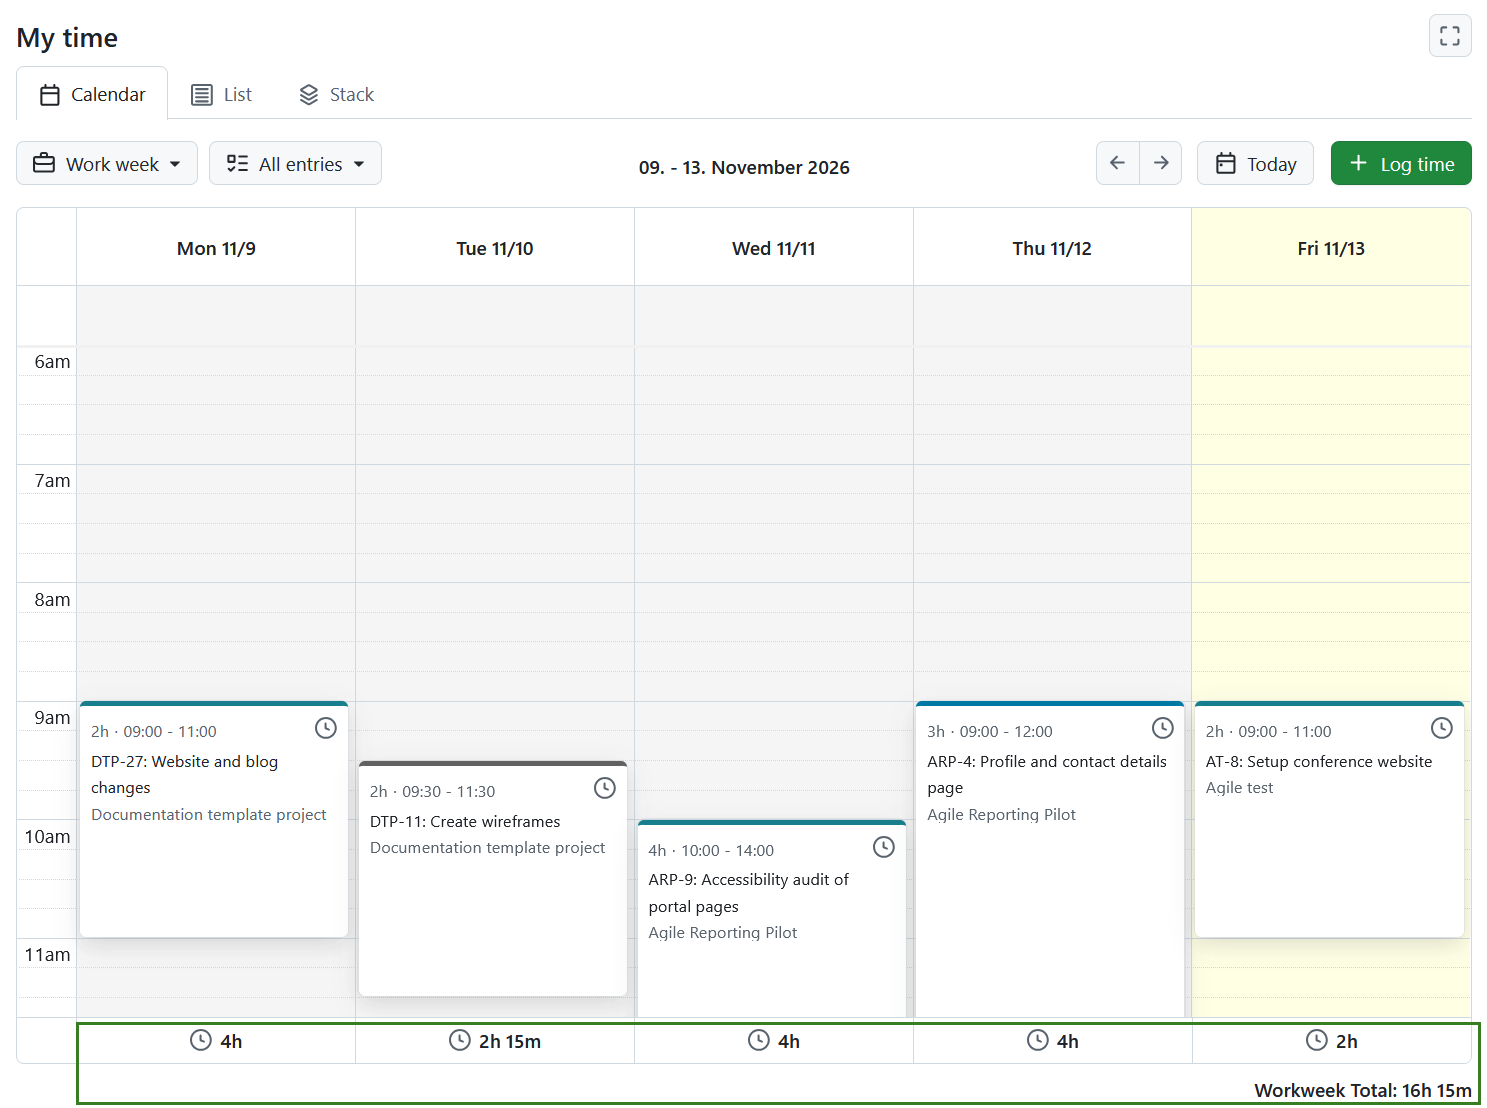 My time
Calendar
List
Stack
Work week
All entries
09. - 13. November 2026
Today
+ Log time
Mon 11/9
Tue 11/10
Wed 11/11
Thu 11/12
Fri 11/13
6am
7am
8am
9am
10am
11am
2h · 09:00 - 11:00
DTP-27: Website and blog
changes
Documentation template project
2h · 09:30 - 11:30
DTP-11: Create wireframes
Documentation template project
4h · 10:00 - 14:00
ARP-9: Accessibility audit of
portal pages
Agile Reporting Pilot
3h · 09:00 - 12:00
ARP-4: Profile and contact details
page
Agile Reporting Pilot
2h · 09:00 - 11:00
AT-8: Setup conference website
Agile test
4h
2h 15m
4h
4h
2h
Workweek Total: 16h 15m